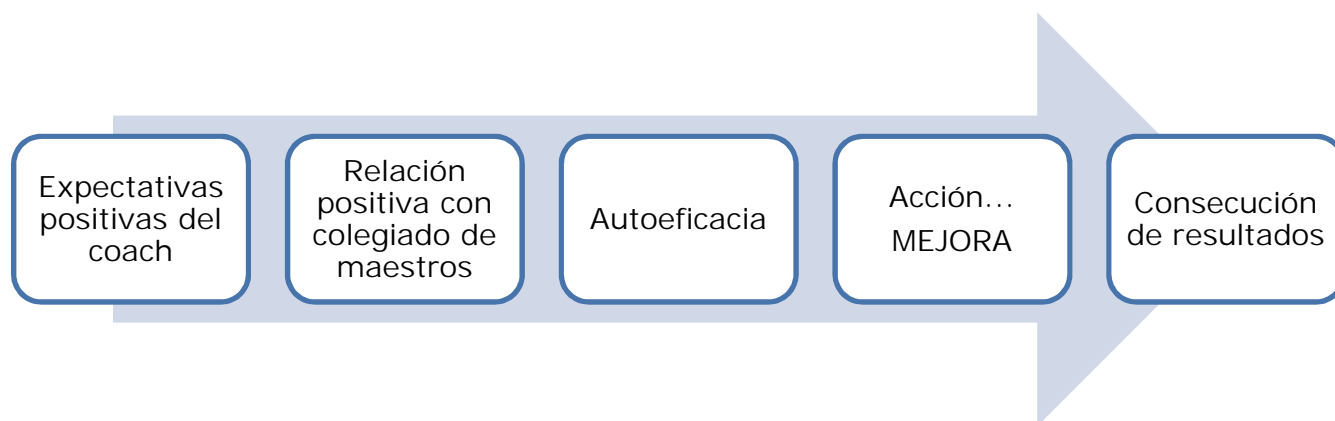 Expectativas
positivas del
coach
Relación
positiva con
colegiado de
maestros
Autoeficacia
Acción...
MEJORA
Consecución
de resultados